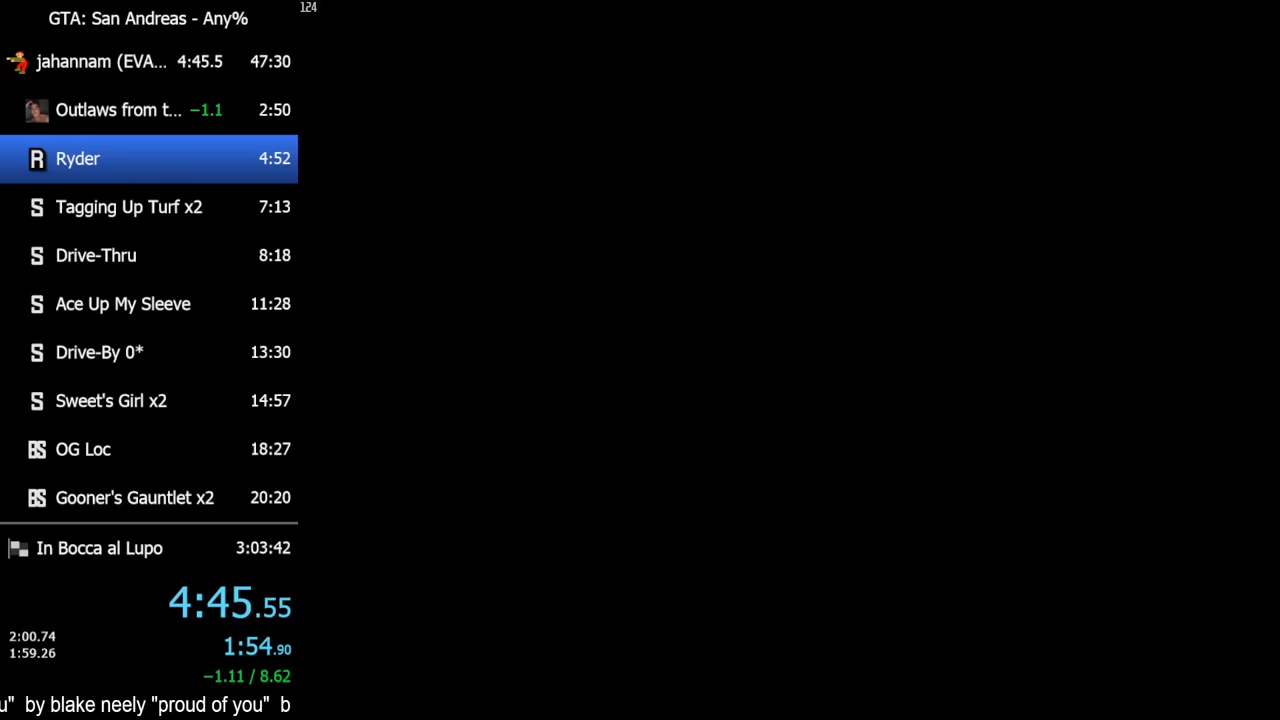 124
GTA: San Andreas - Any%
jahannam (EVA... 4:45.5 47:30
Outlaws from t... −1.1 2:50
R Ryder 4:52
S Tagging Up Turf x2 7:13
S Drive-Thru 8:18
S Ace Up My Sleeve 11:28
S Drive-By 0* 13:30
S Sweet's Girl x2 14:57
BS OG Loc 18:27
BS Gooner's Gauntlet x2 20:20
In Bocca al Lupo 3:03:42
4:45.55
2:00.74
1:59.26
1:54.90
−1.11 / 8.62
u" by blake neely "proud of you" b